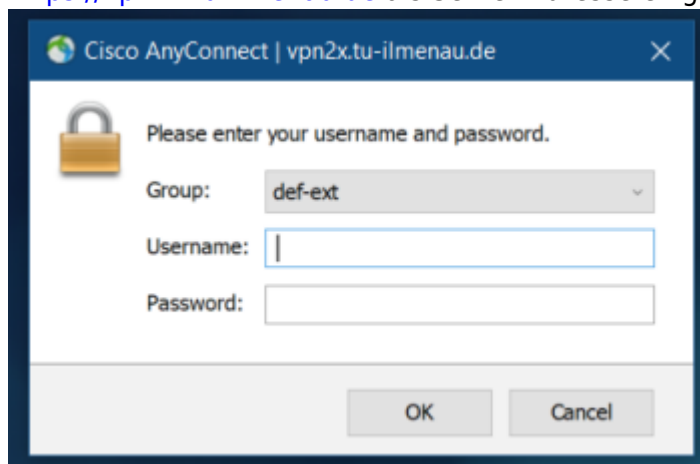 Cisco AnyConnect | vpn2x.tu-ilmenau.de
Please enter your username and password.
Group: def-ext
Username:
Password:
OK Cancel